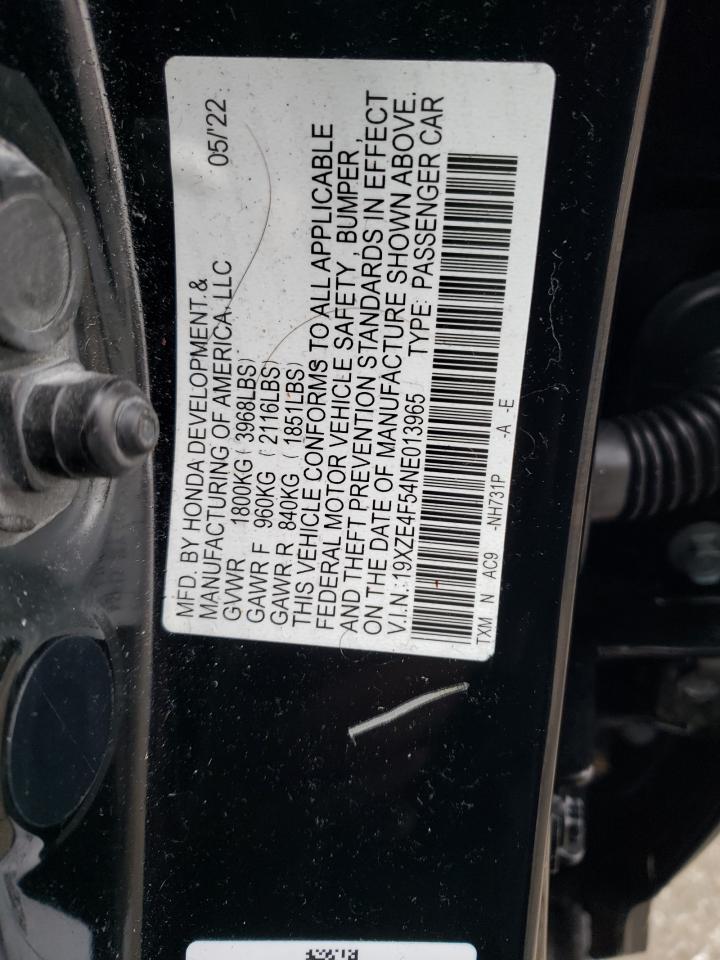 MFD. BY HONDA DEVELOPMENT &
MANUFACTURING OF AMERICA, LLC 05/'22
GVWR 1800KG ( 3968LBS)
GAWR F 960KG ( 2116LBS)
GAWR R 840KG ( 1851LBS)
THIS VEHICLE CONFORMS TO ALL APPLICABLE
FEDERAL MOTOR VEHICLE SAFETY, BUMPER,
AND THEFT PREVENTION STANDARDS IN EFFECT
ON THE DATE OF MANUFACTURE SHOWN ABOVE.
V.I.N.:19XZE4F54NE013965 TYPE: PASSENGER CAR
TXM N AC9 -NH731P -A -E